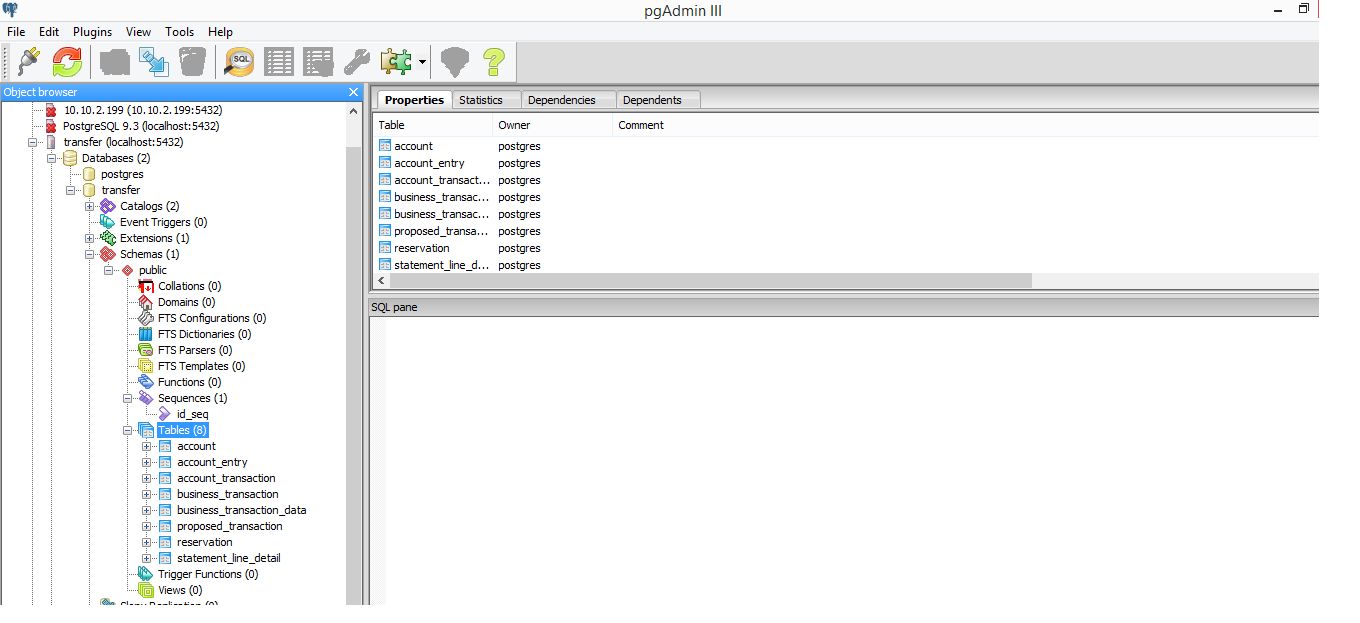 pgAdmin III
File Edit Plugins View Tools Help
SQL
Object browser
10.10.2.199 (10.10.2.199:5432)
PostgreSQL 9.3 (localhost:5432)
transfer (localhost:5432)
Databases (2)
postgres
transfer
Catalogs (2)
Event Triggers (0)
Extensions (1)
Schemas (1)
public
Collations (0)
Domains (0)
FTS Configurations (0)
FTS Dictionaries (0)
FTS Parsers (0)
FTS Templates (0)
Functions (0)
Sequences (1)
id_seq
Tables (8)
account
account_entry
account_transaction
business_transaction
business_transaction_data
proposed_transaction
reservation
statement_line_detail
Trigger Functions (0)
Views (0)
Properties Statistics Dependencies Dependents
Table Owner Comment
account postgres
account_entry postgres
account_transact... postgres
business_transac... postgres
business_transac... postgres
proposed_transa... postgres
reservation postgres
statement_line_d... postgres
SQL pane